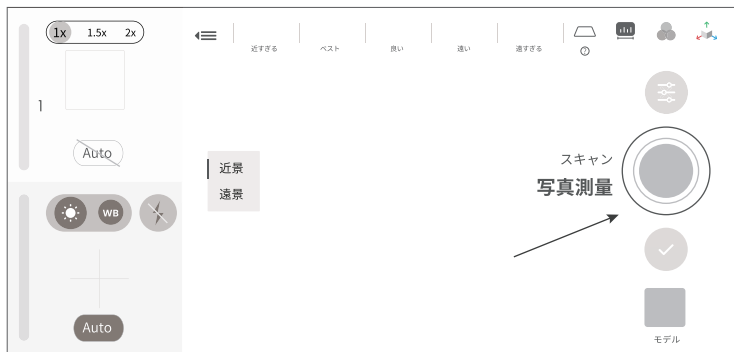 1x 1.5x 2x
近すぎる ベスト 良い 遠い 遠すぎる
?
1
Auto
近景
遠景
スキャン
写真測量
WB
Auto
モデル